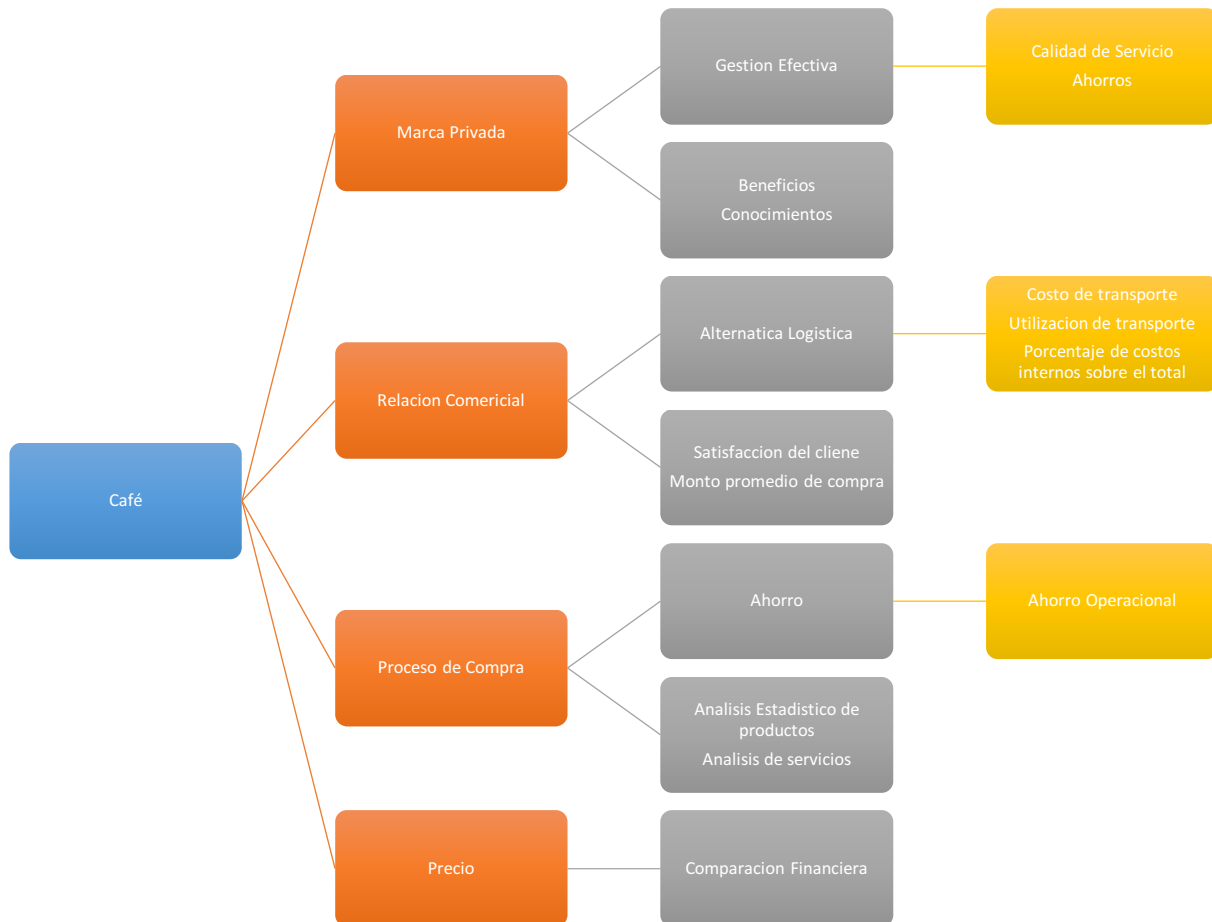 Café
Marca Privada
Gestion Efectiva
Calidad de Servicio
Ahorros
Beneficios
Conocimientos
Relacion Comericial
Alternatica Logistica
Costo de transporte
Utilizacion de transporte
Porcentaje de costos
internos sobre el total
Satisfaccion del cliene
Monto promedio de compra
Proceso de Compra
Ahorro
Ahorro Operacional
Analisis Estadistico de
productos
Analisis de servicios
Precio
Comparacion Financiera